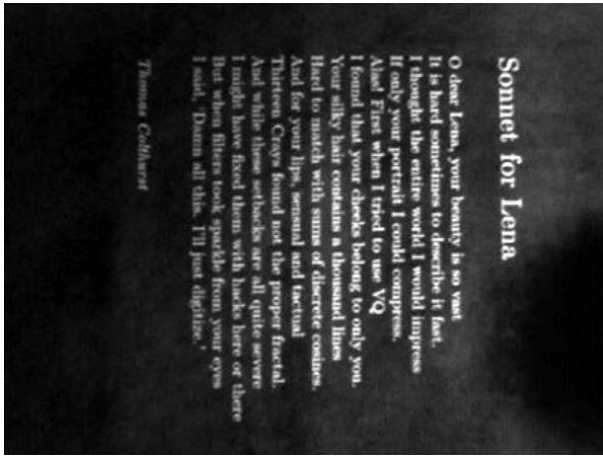 Sonnet for Lena
O dear Lena, your beauty is so vast
It is hard sometimes to describe it fast.
I thought the entire world I would impress
If only your portrait I could compress.
Alas! First when I tried to use VQ
I found that your cheeks belong to only you.
Your silky hair contains a thousand lines
Hard to match with sums of discrete cosines.
And for your lips, sensual and tactual
Thirteen Crays found not the proper fractal.
And while these setbacks are all quite severe
I might have fixed them with hacks here or there
But when filters took sparkle from your eyes
I said, 'Damn all this. I'll just digitize.'
Thomas Colthurst